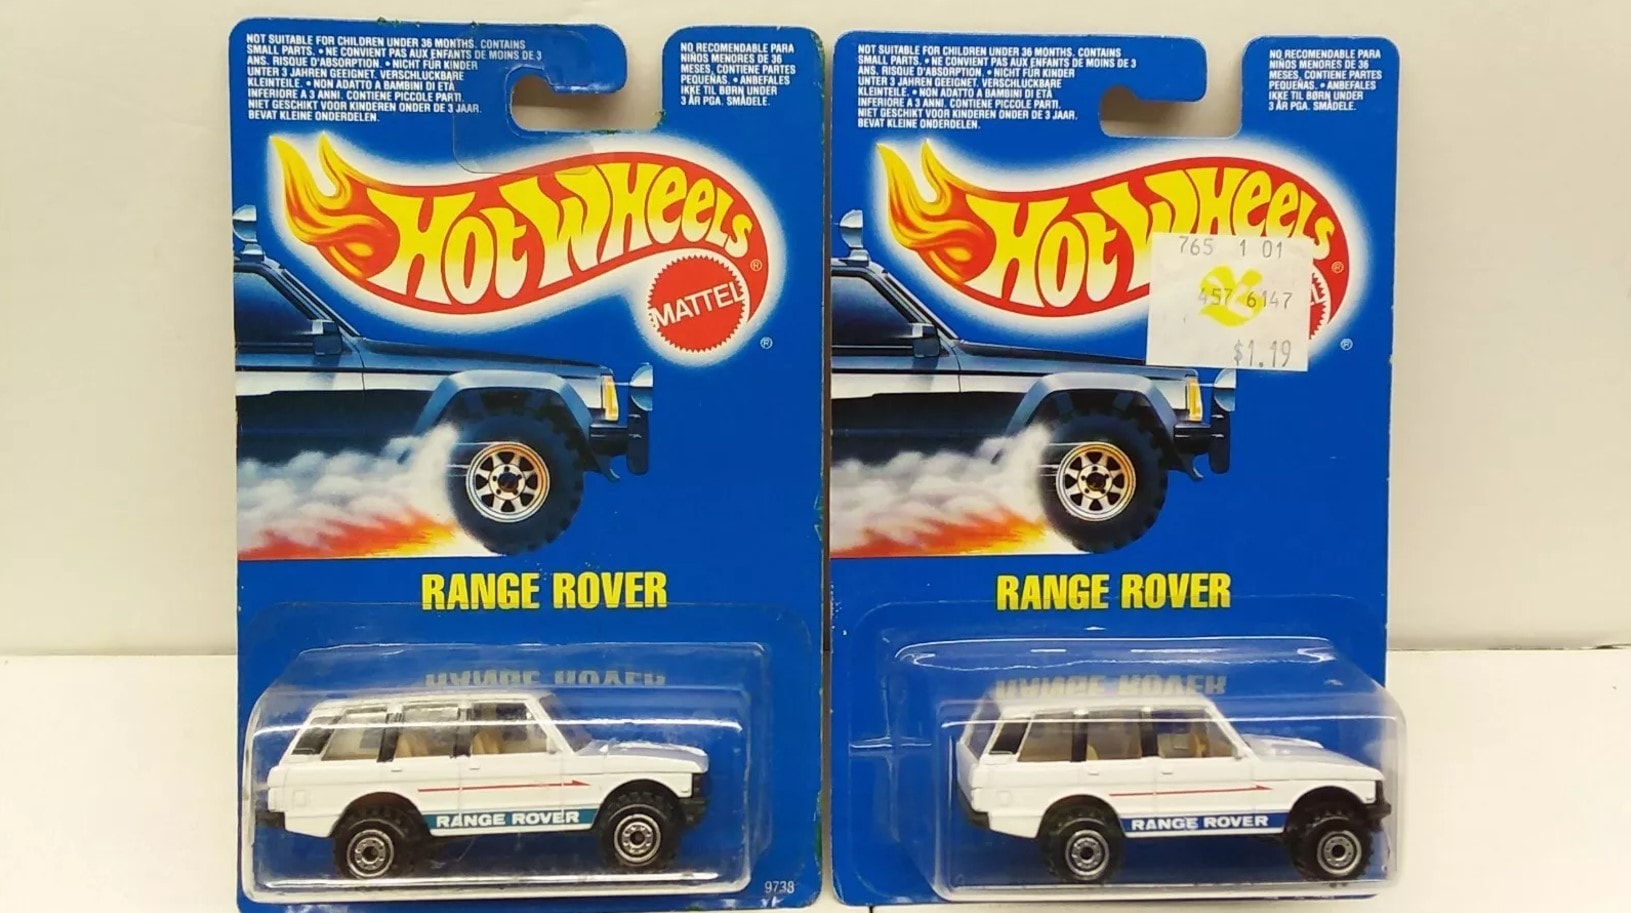 NOT SUITABLE FOR CHILDREN UNDER 36 MONTHS. CONTAINS
SMALL PARTS. • NE CONVIENT PAS AUX ENFANTS DE MOINS DE 3
ANS. RISQUE D'ABSORPTION. • NICHT FÜR KINDER
UNTER 3 JAHREN GEEIGNET. VERSCHLUCKBARE
KLEINTEILE. • NON ADATTO A BAMBINI DI ETÀ
INFERIORE A 3 ANNI. CONTIENE PICCOLE PARTI.
NIET GESCHIKT VOOR KINDEREN ONDER DE 3 JAAR.
BEVAT KLEINE ONDERDELEN.
NO RECOMENDABLE PARA
NIÑOS MENORES DE 36
MESES, CONTIENE PARTES
PEQUEÑAS. • ANBEFALES
IKKE TIL BØRN UNDER
3 ÅR PGA. SMÅDELE.
HOT WHEELS®
MATTEL
®
RANGE ROVER
RANGE ROVER
9738
NOT SUITABLE FOR CHILDREN UNDER 36 MONTHS. CONTAINS
SMALL PARTS. • NE CONVIENT PAS AUX ENFANTS DE MOINS DE 3
ANS. RISQUE D'ABSORPTION. • NICHT FÜR KINDER
UNTER 3 JAHREN GEEIGNET. VERSCHLUCKBARE
KLEINTEILE. • NON ADATTO A BAMBINI DI ETÀ
INFERIORE A 3 ANNI. CONTIENE PICCOLE PARTI.
NIET GESCHIKT VOOR KINDEREN ONDER DE 3 JAAR.
BEVAT KLEINE ONDERDELEN.
NO RECOMENDABLE PARA
NIÑOS MENORES DE 36
MESES, CONTIENE PARTES
PEQUEÑAS. • ANBEFALES
IKKE TIL BØRN UNDER
3 ÅR PGA. SMÅDELE.
HOT WHEELS®
765 1 01
457 6147
$1.19
®
RANGE ROVER
RANGE ROVER